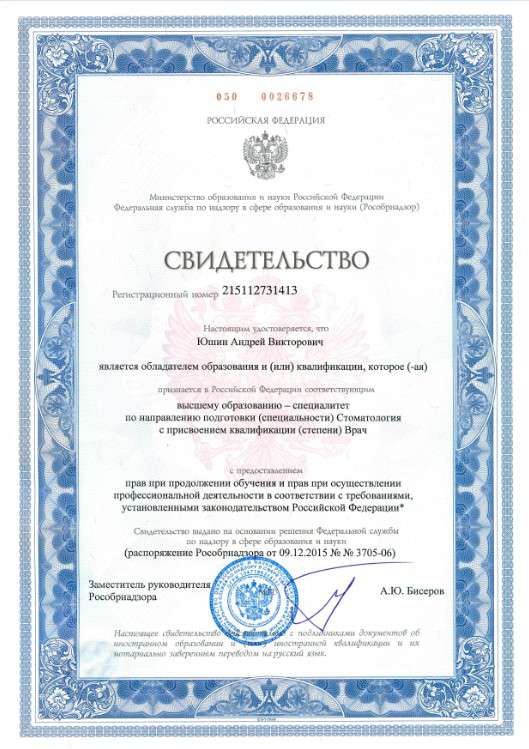 050 0026678
РОССИЙСКАЯ ФЕДЕРАЦИЯ
Министерство образования и науки Российской Федерации
Федеральная служба по надзору в сфере образования и науки (Рособрнадзор)
СВИДЕТЕЛЬСТВО
Регистрационный номер 215112731413
Настоящим удостоверяется, что
Юшин Андрей Викторович
является обладателем образования и (или) квалификации, которое (-ая)
признается в Российской Федерации соответствующим
высшему образованию – специалитет
по направлению подготовки (специальности) Стоматология
с присвоением квалификации (степени) Врач
с предоставлением
прав при продолжении обучения и прав при осуществлении
профессиональной деятельности в соответствии с требованиями,
установленными законодательством Российской Федерации*
Свидетельство выдано на основании решения Федеральной службы
по надзору в сфере образования и науки
(распоряжение Рособрнадзора от 09.12.2015 № № 3705-06)
Заместитель руководителя
Рособрнадзора
А.Ю. Бисеров
Настоящее свидетельство с подлинниками документов об
иностранном образовании и иностранной квалификации и их
нотариально заверенным переводом на русский язык.